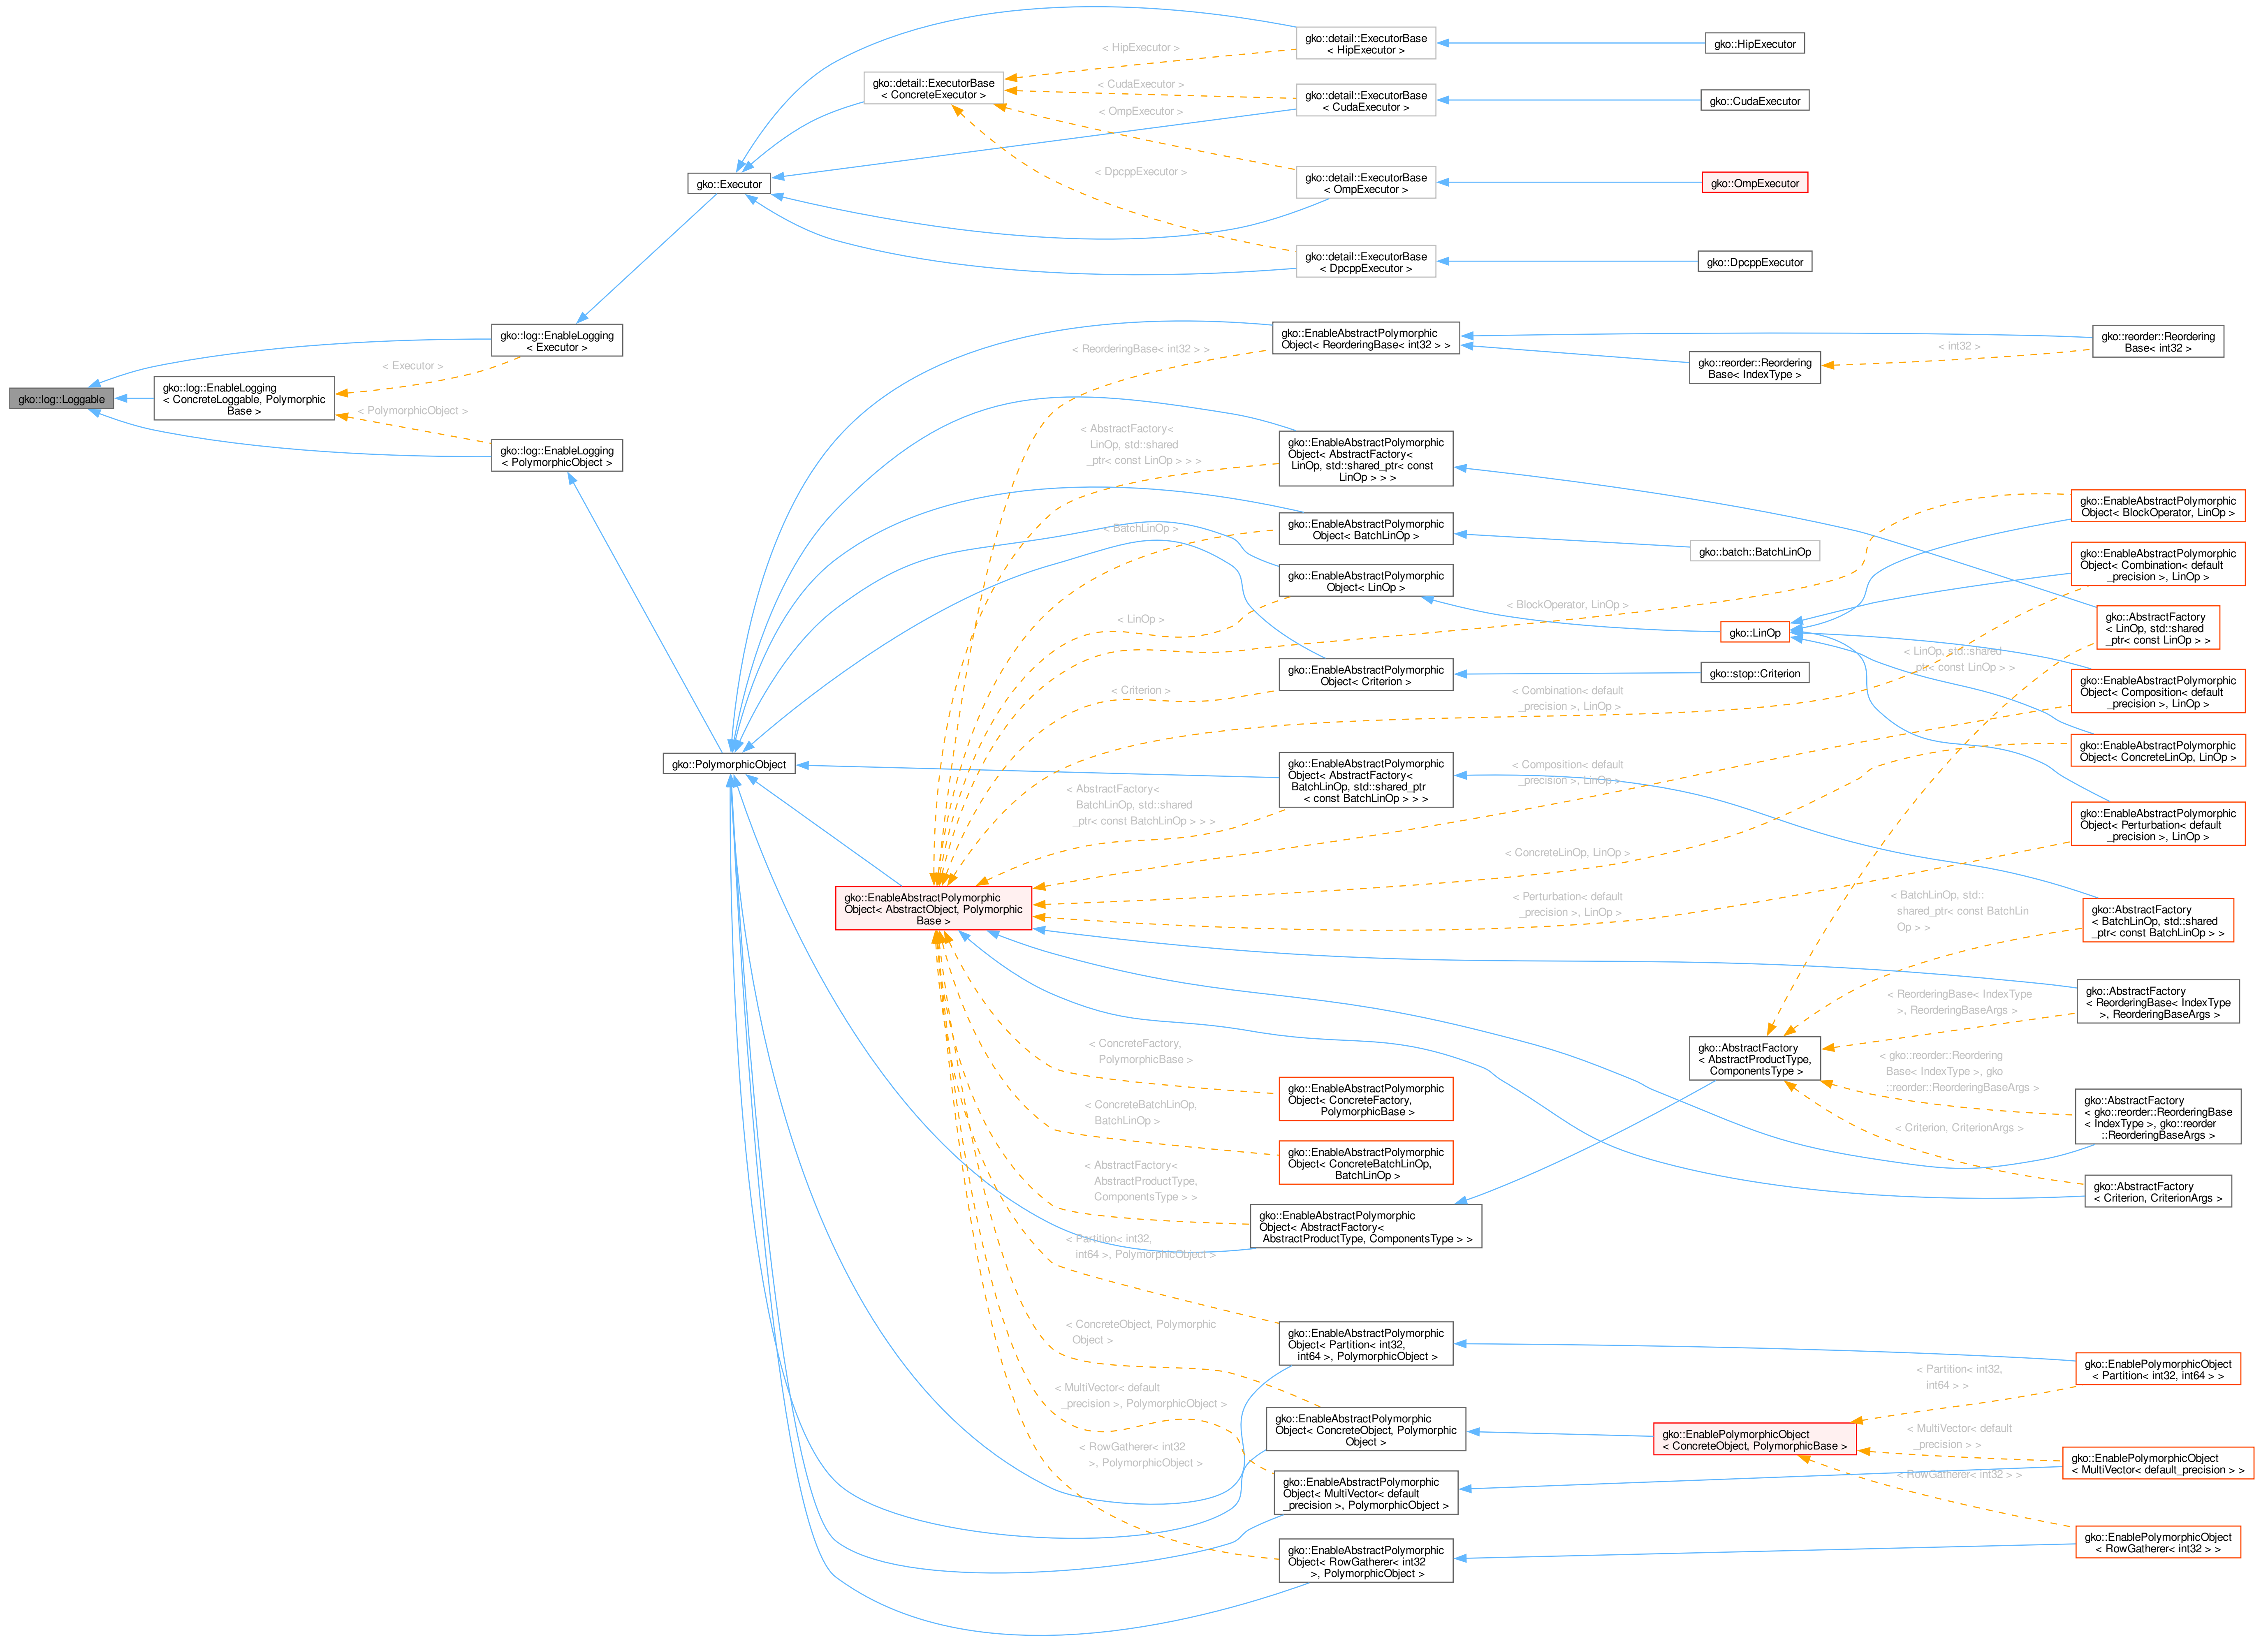 gko::log::Loggable
gko::log::EnableLogging
< ConcreteLoggable, Polymorphic
Base >
< Executor >
< PolymorphicObject >
gko::log::EnableLogging
< Executor >
gko::log::EnableLogging
< PolymorphicObject >
gko::Executor
gko::PolymorphicObject
gko::detail::ExecutorBase
< ConcreteExecutor >
< HipExecutor >
< CudaExecutor >
< OmpExecutor >
< DpcppExecutor >
gko::detail::ExecutorBase
< HipExecutor >
gko::detail::ExecutorBase
< CudaExecutor >
gko::detail::ExecutorBase
< OmpExecutor >
gko::detail::ExecutorBase
< DpcppExecutor >
gko::HipExecutor
gko::CudaExecutor
gko::OmpExecutor
gko::DpcppExecutor
gko::EnableAbstractPolymorphic
Object< AbstractObject, Polymorphic
Base >
< ReorderingBase< int32 > >
< AbstractFactory<
LinOp, std::shared
_ptr< const LinOp > > >
< BatchLinOp >
< LinOp >
< Criterion >
< AbstractFactory<
BatchLinOp, std::shared
_ptr< const BatchLinOp > > >
< ConcreteFactory,
PolymorphicBase >
< ConcreteBatchLinOp,
BatchLinOp >
< AbstractFactory<
AbstractProductType,
ComponentsType > >
< Partition< int32,
int64 >, PolymorphicObject >
< ConcreteObject, Polymorphic
Object >
< MultiVector< default
_precision >, PolymorphicObject >
< RowGatherer< int32
>, PolymorphicObject >
gko::EnableAbstractPolymorphic
Object< ReorderingBase< int32 > >
gko::EnableAbstractPolymorphic
Object< AbstractFactory<
LinOp, std::shared_ptr< const
LinOp > > >
gko::EnableAbstractPolymorphic
Object< BatchLinOp >
gko::EnableAbstractPolymorphic
Object< LinOp >
gko::EnableAbstractPolymorphic
Object< Criterion >
gko::EnableAbstractPolymorphic
Object< AbstractFactory<
BatchLinOp, std::shared_ptr
< const BatchLinOp > > >
gko::EnableAbstractPolymorphic
Object< ConcreteFactory,
PolymorphicBase >
gko::EnableAbstractPolymorphic
Object< ConcreteBatchLinOp,
BatchLinOp >
gko::EnableAbstractPolymorphic
Object< AbstractFactory<
AbstractProductType, ComponentsType > >
gko::EnableAbstractPolymorphic
Object< Partition< int32,
int64 >, PolymorphicObject >
gko::EnableAbstractPolymorphic
Object< ConcreteObject, Polymorphic
Object >
gko::EnableAbstractPolymorphic
Object< MultiVector< default
_precision >, PolymorphicObject >
gko::EnableAbstractPolymorphic
Object< RowGatherer< int32
>, PolymorphicObject >
< BlockOperator, LinOp >
< Combination< default
_precision >, LinOp >
< Composition< default
_precision >, LinOp >
< ConcreteLinOp, LinOp >
< Perturbation< default
_precision >, LinOp >
gko::reorder::Reordering
Base< IndexType >
gko::batch::BatchLinOp
gko::LinOp
gko::stop::Criterion
gko::AbstractFactory
< AbstractProductType,
ComponentsType >
gko::EnablePolymorphicObject
< ConcreteObject, PolymorphicBase >
< int32 >
< LinOp, std::shared
_ptr< const LinOp > >
< BatchLinOp, std::
shared_ptr< const BatchLin
Op > >
< ReorderingBase< IndexType
>, ReorderingBaseArgs >
< gko::reorder::Reordering
Base< IndexType >, gko
::reorder::ReorderingBaseArgs >
< Criterion, CriterionArgs >
< Partition< int32,
int64 > >
< MultiVector< default
_precision > >
< RowGatherer< int32 > >
gko::reorder::Reordering
Base< int32 >
gko::EnableAbstractPolymorphic
Object< BlockOperator, LinOp >
gko::EnableAbstractPolymorphic
Object< Combination< default
_precision >, LinOp >
gko::AbstractFactory
< LinOp, std::shared
_ptr< const LinOp > >
gko::EnableAbstractPolymorphic
Object< Composition< default
_precision >, LinOp >
gko::EnableAbstractPolymorphic
Object< ConcreteLinOp, LinOp >
gko::EnableAbstractPolymorphic
Object< Perturbation< default
_precision >, LinOp >
gko::AbstractFactory
< BatchLinOp, std::shared
_ptr< const BatchLinOp > >
gko::AbstractFactory
< ReorderingBase< IndexType
>, ReorderingBaseArgs >
gko::AbstractFactory
< gko::reorder::ReorderingBase
< IndexType >, gko::reorder
::ReorderingBaseArgs >
gko::AbstractFactory
< Criterion, CriterionArgs >
gko::EnablePolymorphicObject
< Partition< int32, int64 > >
gko::EnablePolymorphicObject
< MultiVector< default_precision > >
gko::EnablePolymorphicObject
< RowGatherer< int32 > >